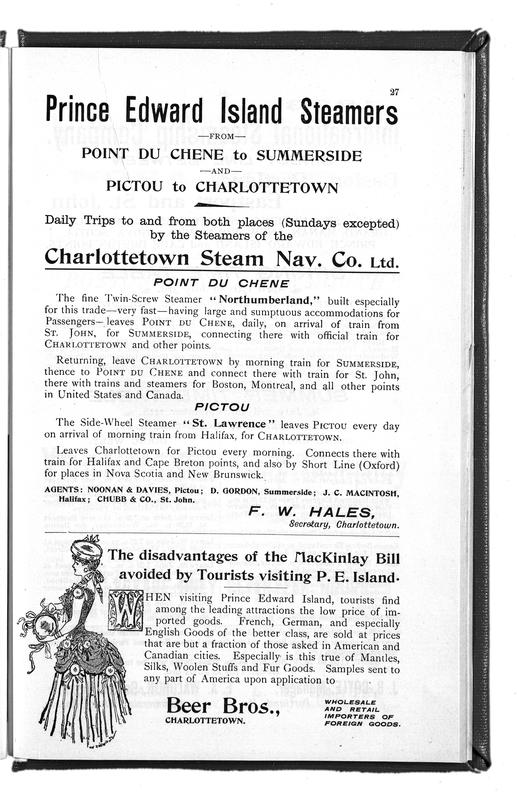 27
Prince Edward Island Steamers
—FROM—
POINT DU CHENE to SUMMERSIDE
—AND—
PICTOU to CHARLOTTETOWN
Daily Trips to and from both places (Sundays excepted)
by the Steamers of the
Charlottetown Steam Nav. Co. Ltd.
POINT DU CHENE
The fine Twin-Screw Steamer "Northumberland," built especially
for this trade—very fast—having large and sumptuous accommodations for
Passengers—leaves POINT DU CHENE, daily, on arrival of train from
ST. JOHN, for SUMMERSIDE, connecting there with official train for
CHARLOTTETOWN and other points.
Returning, leave CHARLOTTETOWN by morning train for SUMMERSIDE,
thence to POINT DU CHENE and connect there with train for St. John,
there with trains and steamers for Boston, Montreal, and all other points
in United States and Canada.
PICTOU
The Side-Wheel Steamer "St. Lawrence" leaves PICTOU every day
on arrival of morning train from Halifax, for CHARLOTTETOWN.
Leaves Charlottetown for Pictou every morning. Connects there with
train for Halifax and Cape Breton points, and also by Short Line (Oxford)
for places in Nova Scotia and New Brunswick.
AGENTS: NOONAN & DAVIES, Pictou; D. GORDON, Summerside; J. C. MACINTOSH,
Halifax; CHUBB & CO., St. John.
F. W. HALES,
Secretary, Charlottetown.
The disadvantages of the MacKinlay Bill
avoided by Tourists visiting P. E. Island.
WHEN visiting Prince Edward Island, tourists find
among the leading attractions the low price of im-
ported goods. French, German, and especially
English Goods of the better class, are sold at prices
that are but a fraction of those asked in American and
Canadian cities. Especially is this true of Mantles,
Silks, Woolen Stuffs and Fur Goods. Samples sent to
any part of America upon application to
Beer Bros.,
CHARLOTTETOWN.
WHOLESALE
AND RETAIL
IMPORTERS OF
FOREIGN GOODS.